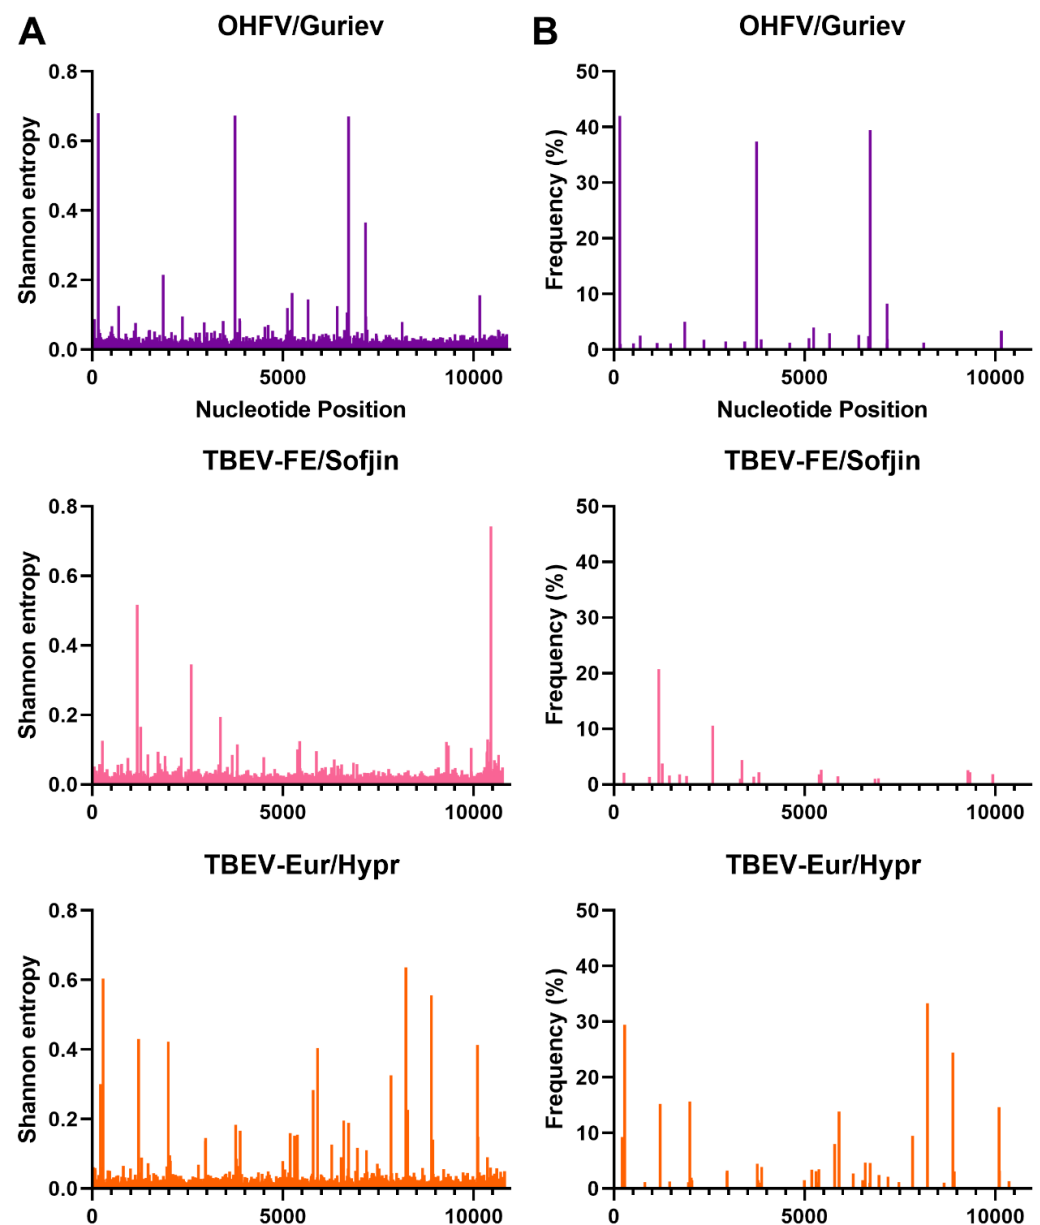 A
OHFV/Guriev
Shannon entropy
0.8
0.6
0.4
0.2
0.0
0 5000 10000
Nucleotide Position
B
OHFV/Guriev
Frequency (%)
50
40
30
20
10
0
0 5000 10000
Nucleotide Position
TBEV-FE/Sofjin
Shannon entropy
0.8
0.6
0.4
0.2
0.0
0 5000 10000
TBEV-FE/Sofjin
Frequency (%)
50
40
30
20
10
0
0 5000 10000
TBEV-Eur/Hypr
Shannon entropy
0.8
0.6
0.4
0.2
0.0
0 5000 10000
TBEV-Eur/Hypr
Frequency (%)
50
40
30
20
10
0
0 5000 10000